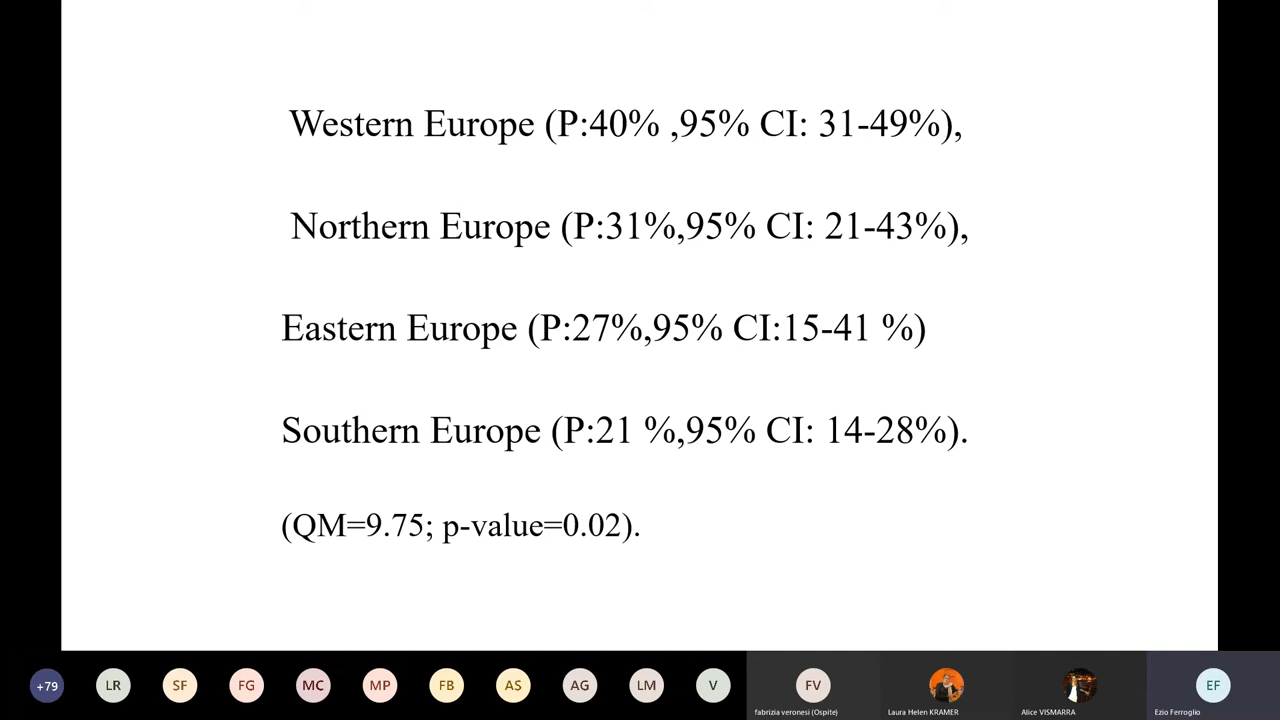 Western Europe (P:40% ,95% CI: 31-49%),
Northern Europe (P:31%,95% CI: 21-43%),
Eastern Europe (P:27%,95% CI:15-41 %)
Southern Europe (P:21 %,95% CI: 14-28%).
(QM=9.75; p-value=0.02).
+79 LR SF FG MC MP FB AS AG LM V FV EF
fabrizia veronesi (Ospite) Laura Helen KRAMER Alice VISMARRA Ezio Ferroglio